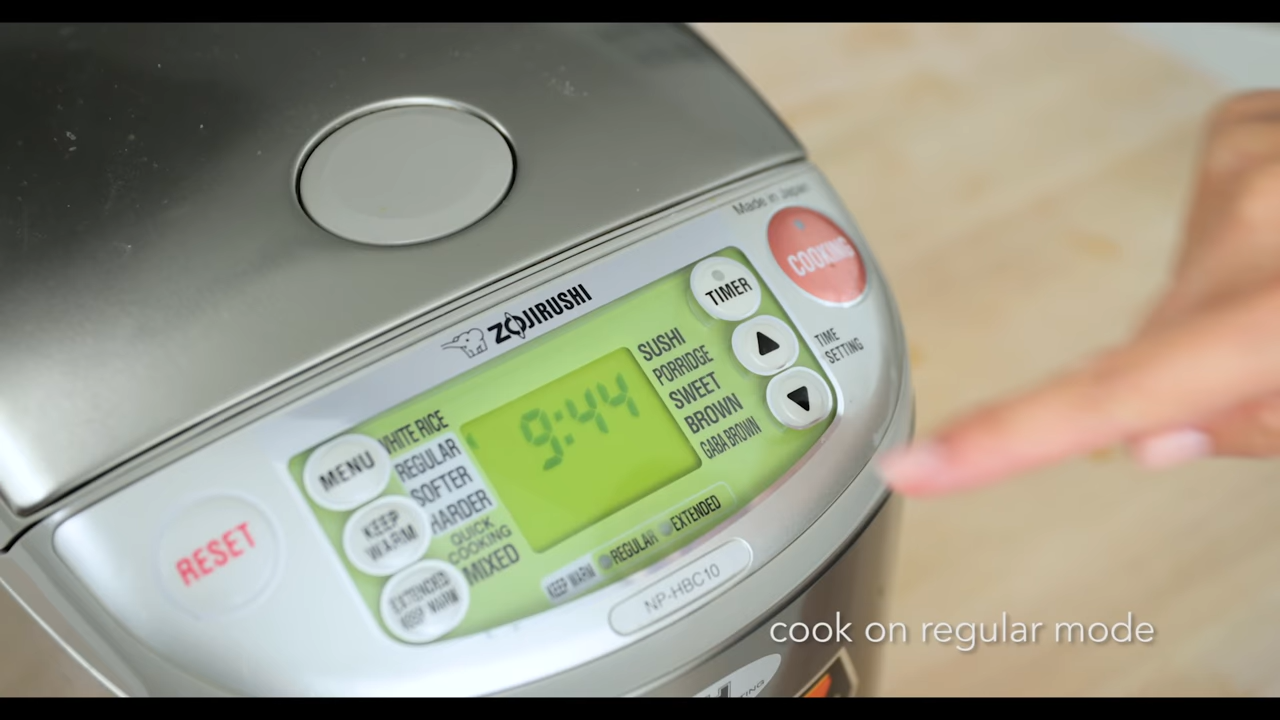 Made in Japan
COOKING
ZOJIRUSHI
TIMER
TIME
SETTING
SUSHI
PORRIDGE
SWEET
BROWN
GABA BROWN
9:44
MENU
WHITE RICE
REGULAR
SOFTER
HARDER
QUICK
COOKING
MIXED
KEEP
WARM
EXTENDED
KEEP WARM
RESET
KEEP WARM
REGULAR
EXTENDED
NP-HBC10
cook on regular mode